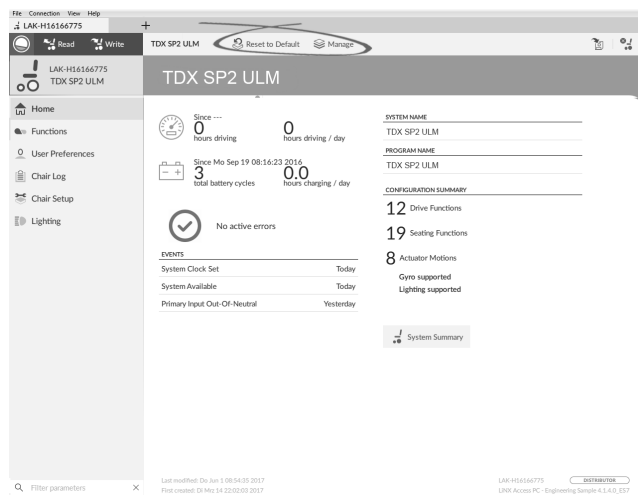 File Connection View Help
LAK-H16166775 +
Read Write TDX SP2 ULM Reset to Default Manage
LAK-H16166775
TDX SP2 ULM
TDX SP2 ULM
Home
Functions
User Preferences
Chair Log
Chair Setup
Lighting
Since ---
0 0
hours driving hours driving / day
Since Mo Sep 19 08:16:23 2016
3 0.0
total battery cycles hours charging / day
No active errors
EVENTS
System Clock Set Today
System Available Today
Primary Input Out-Of-Neutral Yesterday
SYSTEM NAME
TDX SP2 ULM
PROGRAM NAME
TDX SP2 ULM
CONFIGURATION SUMMARY
12 Drive Functions
19 Seating Functions
8 Actuator Motions
Gyro supported
Lighting supported
System Summary
Filter parameters ×
Last modified: Do Jun 1 08:54:55 2017
First created: Di Mrz 14 22:02:03 2017
LAK-H16166775 DISTRIBUTOR
LiNX Access PC - Engineering Sample 4.1.4.0_ES7